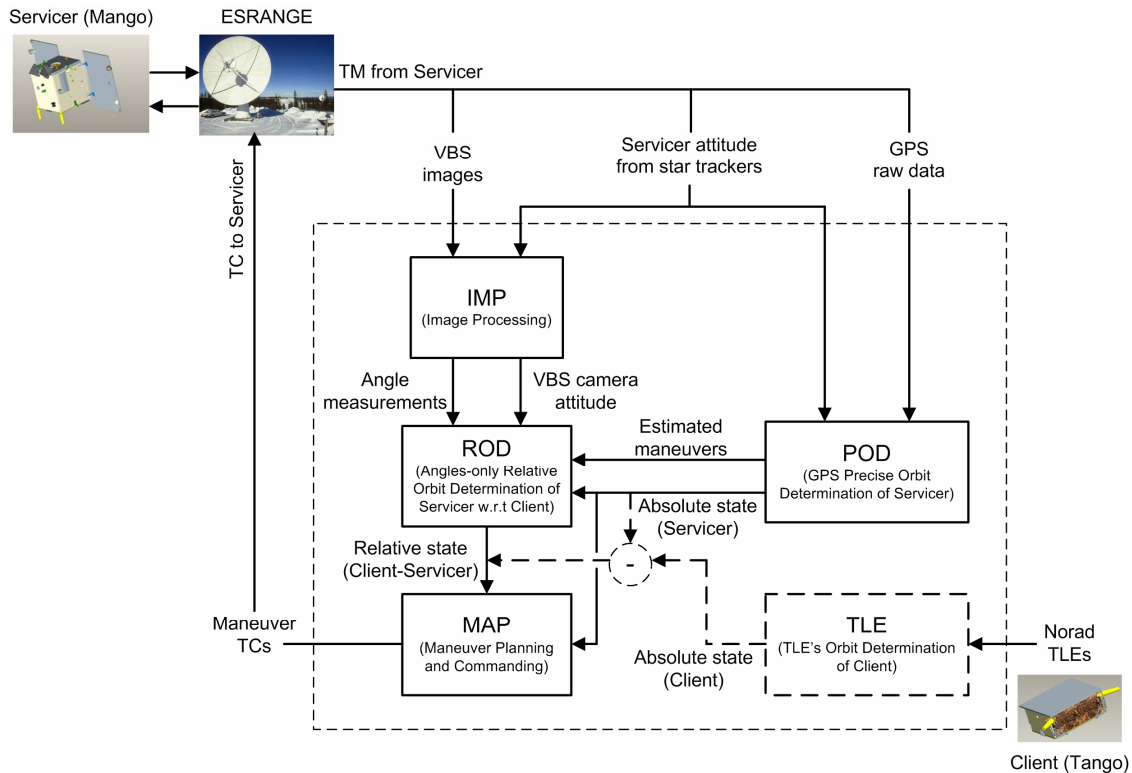 Servicer (Mango)
ESRANGE
TM from Servicer
VBS
images
Servicer attitude
from star trackers
GPS
raw data
TC to Servicer
IMP
(Image Processing)
Angle
measurements
VBS camera
attitude
ROD
(Angles-only Relative
Orbit Determination of
Servicer w.r.t Client)
Estimated
maneuvers
POD
(GPS Precise Orbit
Determination of Servicer)
Absolute state
(Servicer)
Relative state
(Client-Servicer)
-
Maneuver
TCs
MAP
(Maneuver Planning
and Commanding)
Absolute state
(Client)
TLE
(TLE's Orbit Determination
of Client)
Norad
TLEs
Client (Tango)